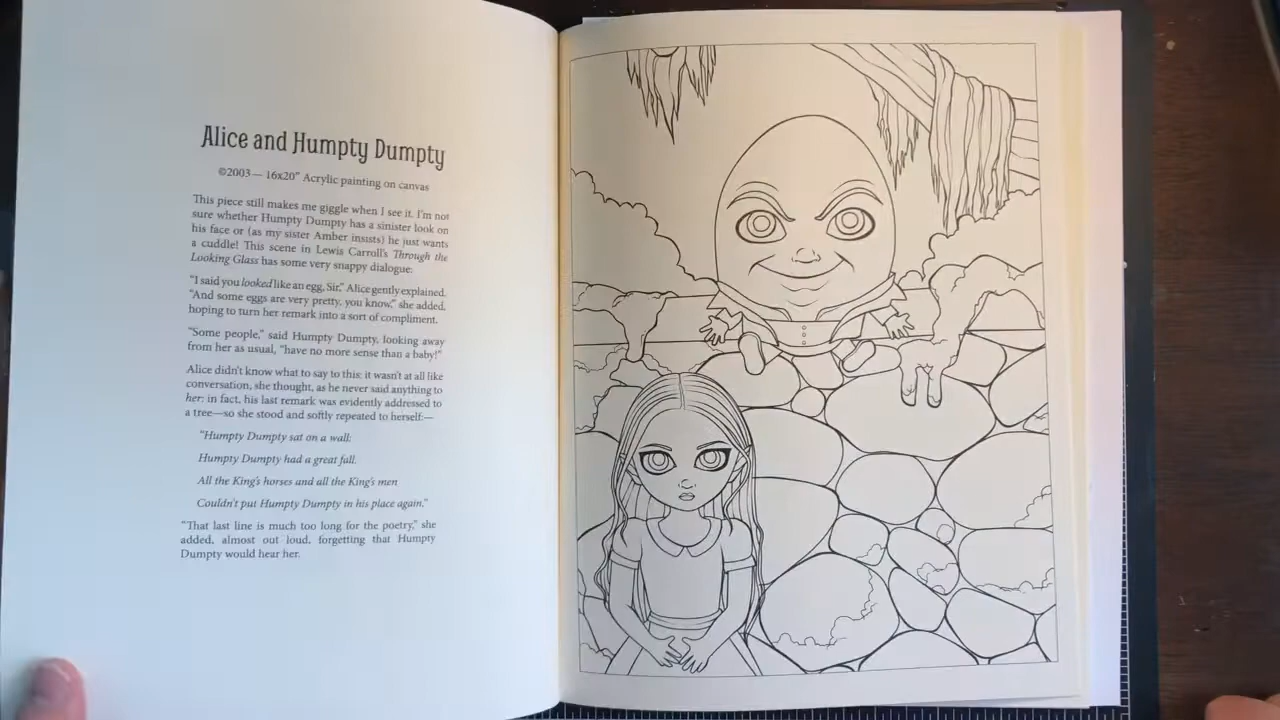 Alice and Humpty Dumpty
©2003— 16x20" Acrylic painting on canvas
This piece still makes me giggle when I see it. I'm not
sure whether Humpty Dumpty has a sinister look on
his face or (as my sister Amber insists) he just wants
a cuddle! This scene in Lewis Carroll's Through the
Looking Glass has some very snappy dialogue:
"I said you looked like an egg, Sir," Alice gently explained.
"And some eggs are very pretty, you know," she added,
hoping to turn her remark into a sort of compliment.
"Some people," said Humpty Dumpty, looking away
from her as usual, "have no more sense than a baby!"
Alice didn't know what to say to this: it wasn't at all like
conversation, she thought, as he never said anything to
her; in fact, his last remark was evidently addressed to
a tree—so she stood and softly repeated to herself:—
"Humpty Dumpty sat on a wall:
Humpty Dumpty had a great fall.
All the King's horses and all the King's men
Couldn't put Humpty Dumpty in his place again."
"That last line is much too long for the poetry," she
added, almost out loud, forgetting that Humpty
Dumpty would hear her.